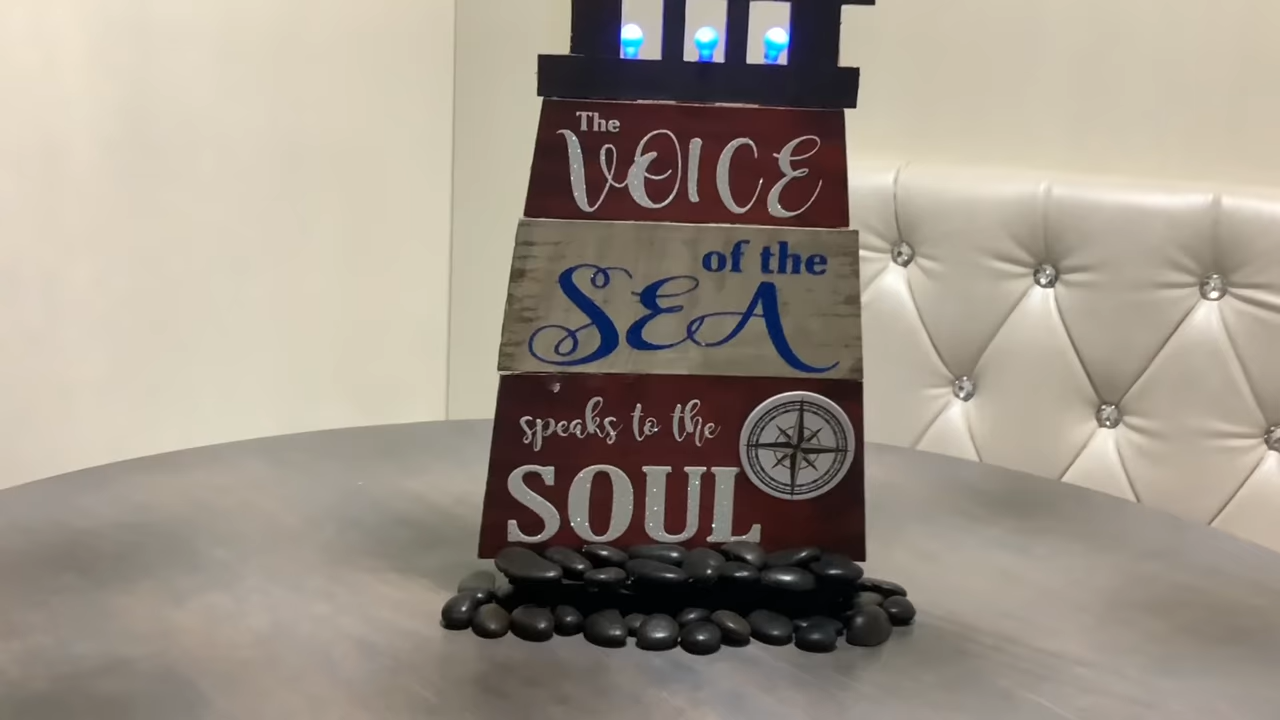 The
VOICE
of the
SEA
speaks to the
SOUL